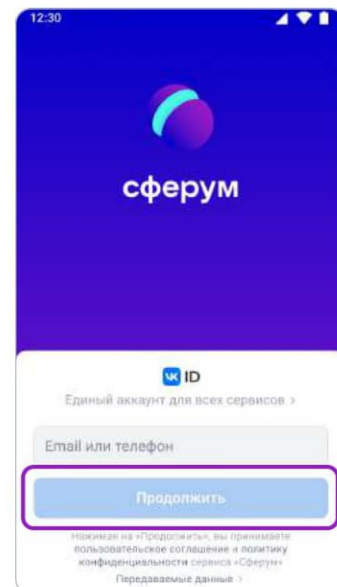 12:30
сферум
VK ID
Единый аккаунт для всех сервисов >
Email или телефон
Продолжить
Нажимая на «Продолжить», вы принимаете
пользовательское соглашение и политику
конфиденциальности сервиса «Сферум»
Передаваемые данные >